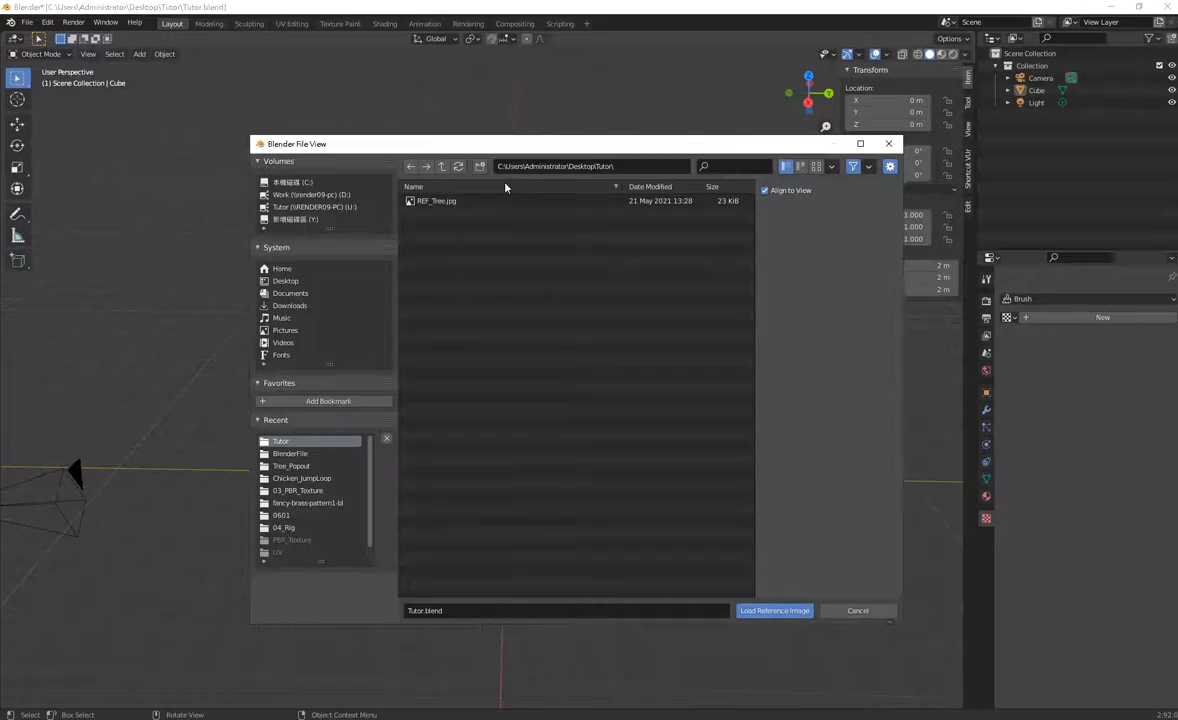 Blender* [C:\Users\Administrator\Desktop\Tutor\Tutor.blend]
File Edit Render Window Help Layout Modeling Sculpting UV Editing Texture Paint Shading Animation Rendering Compositing Scripting + Scene View Layer
Global Options
Object Mode View Select Add Object
User Perspective
(1) Scene Collection | Cube
Transform
Location:
X 0 m
Y 0 m
Z 0 m
0°
0°
0°
1.000
1.000
1.000
2 m
2 m
2 m
Item
Tool
View
Shortcut VUr
Edit
Scene Collection
Collection
Camera
Cube
Light
Brush
+ New
Blender File View
Volumes
本機磁碟 (C:)
Work (\\render09-pc) (D:)
Tutor (\\RENDER09-PC) (U:)
新增磁碟區 (Y:)
System
Home
Desktop
Documents
Downloads
Music
Pictures
Videos
Fonts
Favorites
+ Add Bookmark
Recent
Tutor
BlenderFile
Tree_Popout
Chicken_JumpLoop
03_PBR_Texture
fancy-brass-pattern1-bl
0601
04_Rig
PBR_Texture
UV
C:\Users\Administrator\Desktop\Tutor\
Name Date Modified Size
REF_Tree.jpg 21 May 2021 13:28 23 KiB
Align to View
Tutor.blend Load Reference Image Cancel
Select Box Select Rotate View Object Context Menu 2.92.0